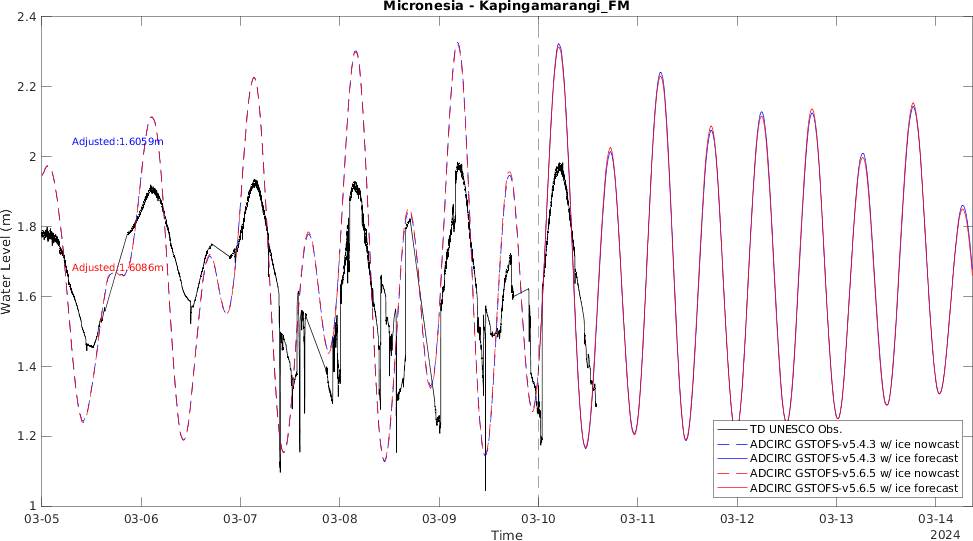 Micronesia - Kapingamarangi_FM
2.4
2.2
2
1.8
1.6
1.4
1.2
1
Water Level (m)
Adjusted:1.6059m
Adjusted:1.6086m
TD UNESCO Obs.
ADCIRC GSTOFS-v5.4.3 w/ ice nowcast
ADCIRC GSTOFS-v5.4.3 w/ ice forecast
ADCIRC GSTOFS-v5.6.5 w/ ice nowcast
ADCIRC GSTOFS-v5.6.5 w/ ice forecast
03-05 03-06 03-07 03-08 03-09 03-10 03-11 03-12 03-13 03-14
Time
2024